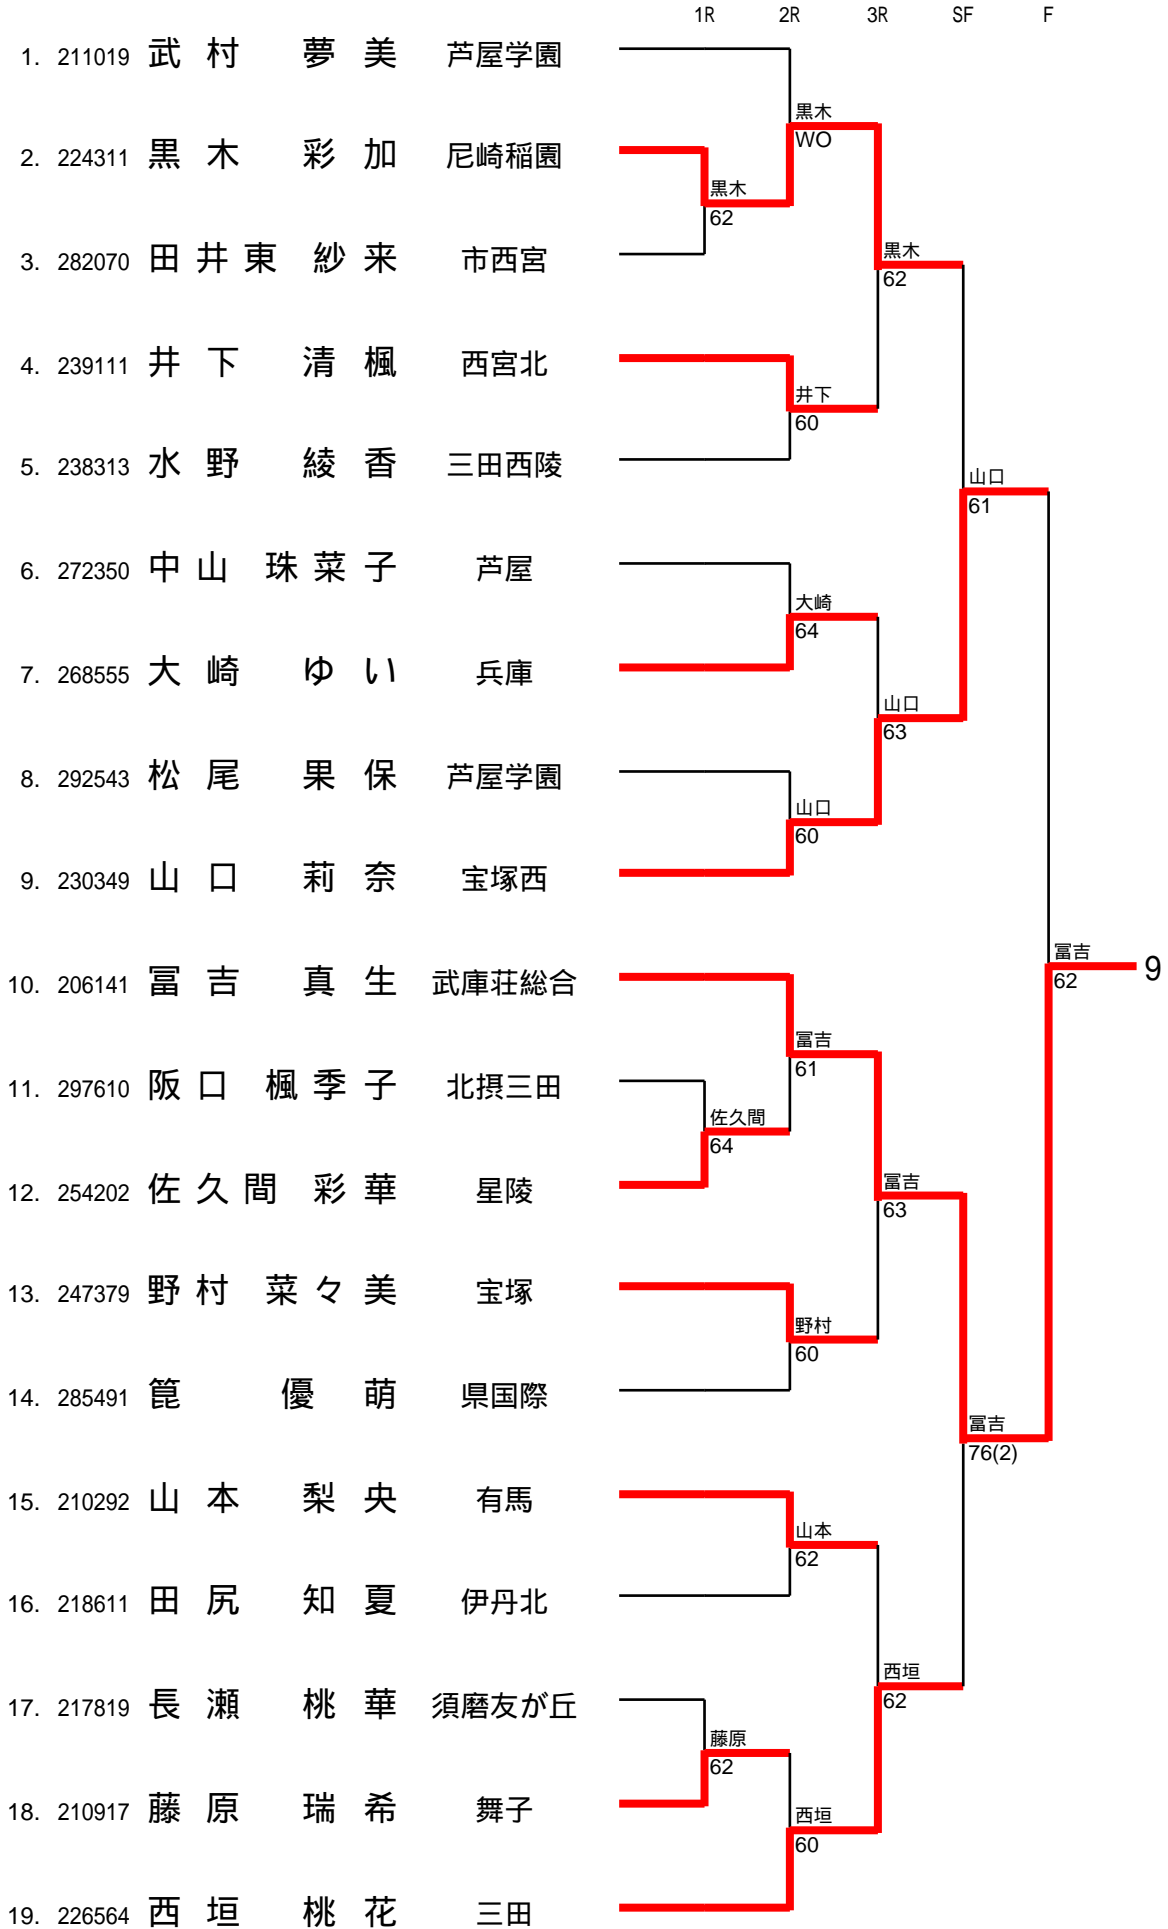 1R 2R 3R SF F
1. 211019 武村 夢美 芦屋学園
黒木
WO
2. 224311 黒木 彩加 尼崎稲園
黒木
62
3. 282070 田井東 紗来 市西宮
黒木
62
4. 239111 井下 清楓 西宮北
井下
60
5. 238313 水野 綾香 三田西陵
山口
61
6. 272350 中山 珠菜子 芦屋
大崎
64
7. 268555 大崎 ゆい 兵庫
山口
63
8. 292543 松尾 果保 芦屋学園
山口
60
9. 230349 山口 莉奈 宝塚西
冨吉
62
9
10. 206141 冨吉 真生 武庫荘総合
冨吉
61
11. 297610 阪口 楓季子 北摂三田
佐久間
64
12. 254202 佐久間 彩華 星陵
冨吉
63
13. 247379 野村 菜々美 宝塚
野村
60
14. 285491 篦 優萌 県国際
冨吉
76(2)
15. 210292 山本 梨央 有馬
山本
62
16. 218611 田尻 知夏 伊丹北
西垣
62
17. 217819 長瀬 桃華 須磨友が丘
藤原
62
18. 210917 藤原 瑞希 舞子
西垣
60
19. 226564 西垣 桃花 三田